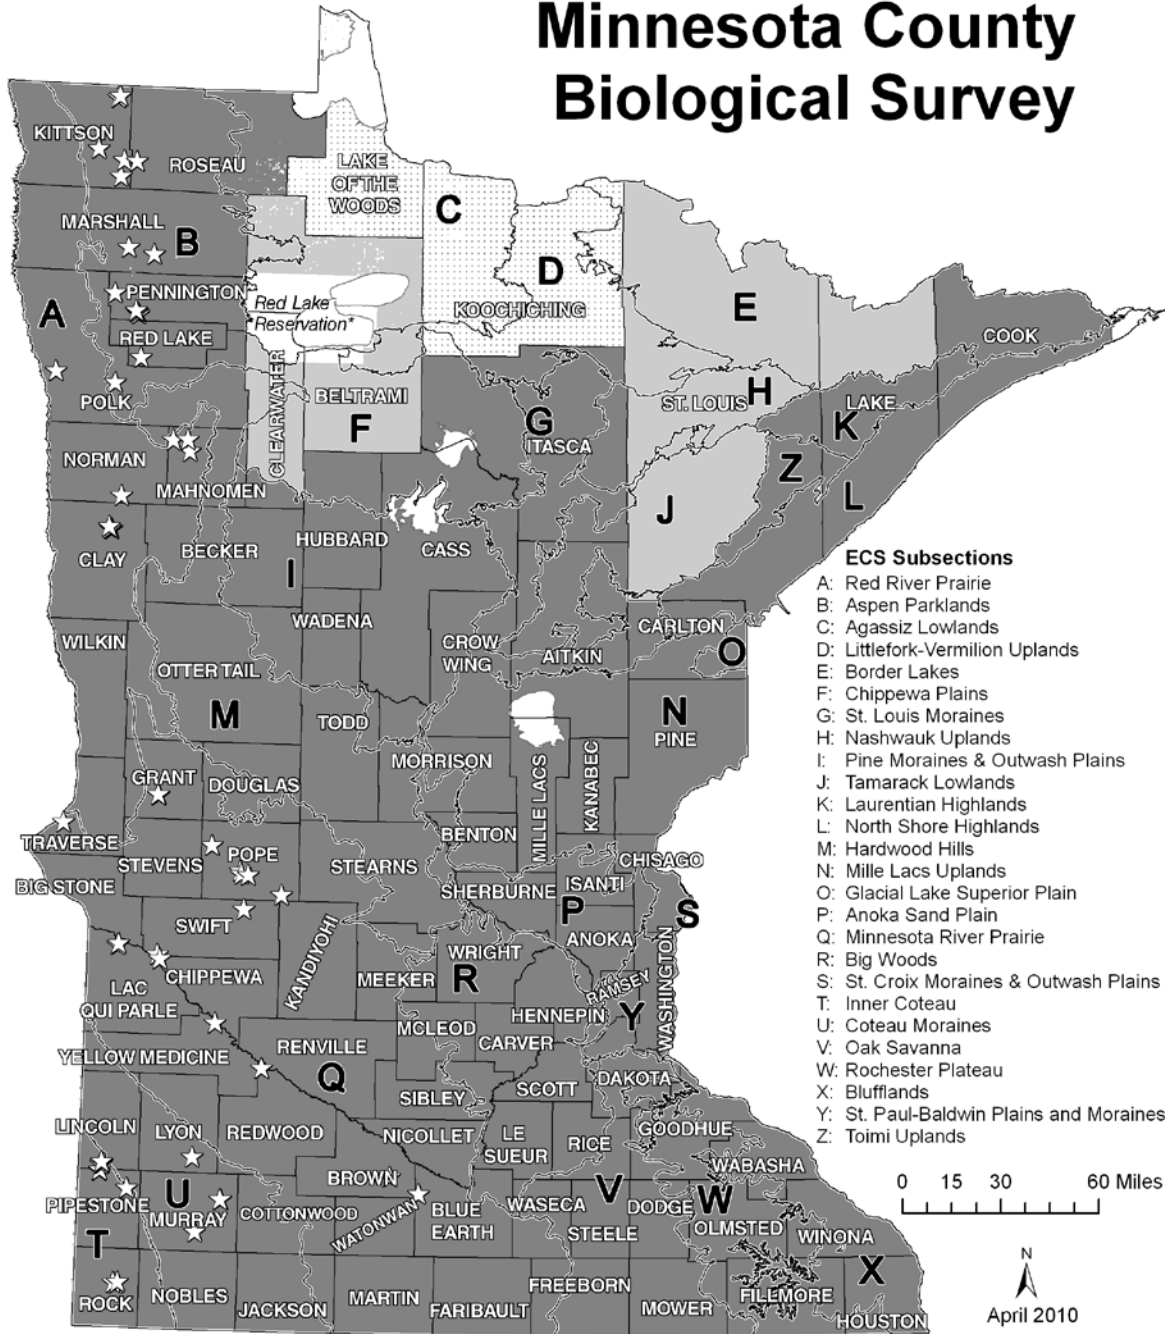 Minnesota County
Biological Survey
KITTSON
ROSEAU
LAKE
OF THE
WOODS
C
MARSHALL
B
D
KOOCHICHING
PENNINGTON
Red Lake
*Reservation*
A
RED LAKE
E
COOK
CLEARWATER
BELTRAMI
POLK
F
G
ITASCA
ST. LOUIS
H
LAKE
K
NORMAN
MAHNOMEN
Z
L
J
CLAY
BECKER
I
HUBBARD
CASS
WADENA
WILKIN
OTTER TAIL
M
CROW
WING
AITKIN
CARLTON
O
TODD
N
PINE
MORRISON
GRANT
DOUGLAS
MILLE LACS
KANABEC
TRAVERSE
STEVENS
POPE
STEARNS
BENTON
CHISAGO
BIG STONE
SHERBURNE
ISANTI
P
S
SWIFT
KANDIYOHI
ANOKA
WRIGHT
R
CHIPPEWA
MEEKER
LAC
QUI PARLE
RAMSEY
WASHINGTON
HENNEPIN
Y
MCLEOD
CARVER
YELLOW MEDICINE
RENVILLE
Q
DAKOTA
SCOTT
SIBLEY
LINCOLN
LYON
REDWOOD
NICOLLET
LE
SUEUR
RICE
GOODHUE
WABASHA
BROWN
PIPESTONE
U
MURRAY
COTTONWOOD
WATONWAN
BLUE
EARTH
WASECA
V
STEELE
DODGE
W
OLMSTED
WINONA
T
ROCK
NOBLES
JACKSON
MARTIN
FARIBAULT
FREEBORN
MOWER
FILLMORE
X
HOUSTON
ECS Subsections
A: Red River Prairie
B: Aspen Parklands
C: Agassiz Lowlands
D: Littlefork-Vermilion Uplands
E: Border Lakes
F: Chippewa Plains
G: St. Louis Moraines
H: Nashwauk Uplands
I: Pine Moraines & Outwash Plains
J: Tamarack Lowlands
K: Laurentian Highlands
L: North Shore Highlands
M: Hardwood Hills
N: Mille Lacs Uplands
O: Glacial Lake Superior Plain
P: Anoka Sand Plain
Q: Minnesota River Prairie
R: Big Woods
S: St. Croix Moraines & Outwash Plains
T: Inner Coteau
U: Coteau Moraines
V: Oak Savanna
W: Rochester Plateau
X: Blufflands
Y: St. Paul-Baldwin Plains and Moraines
Z: Toimi Uplands
0 15 30 60 Miles
N
April 2010